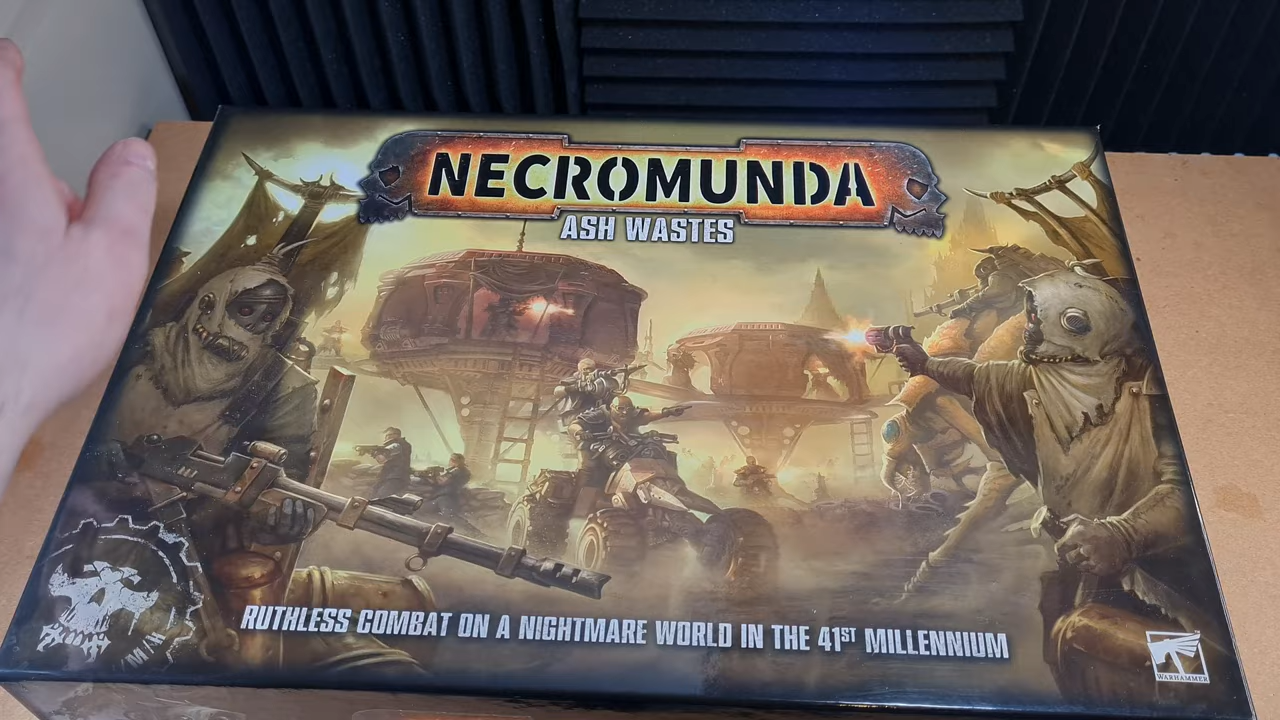 NECROMUNDA
ASH WASTES
RUTHLESS COMBAT ON A NIGHTMARE WORLD IN THE 41ST MILLENNIUM
WARHAMMER